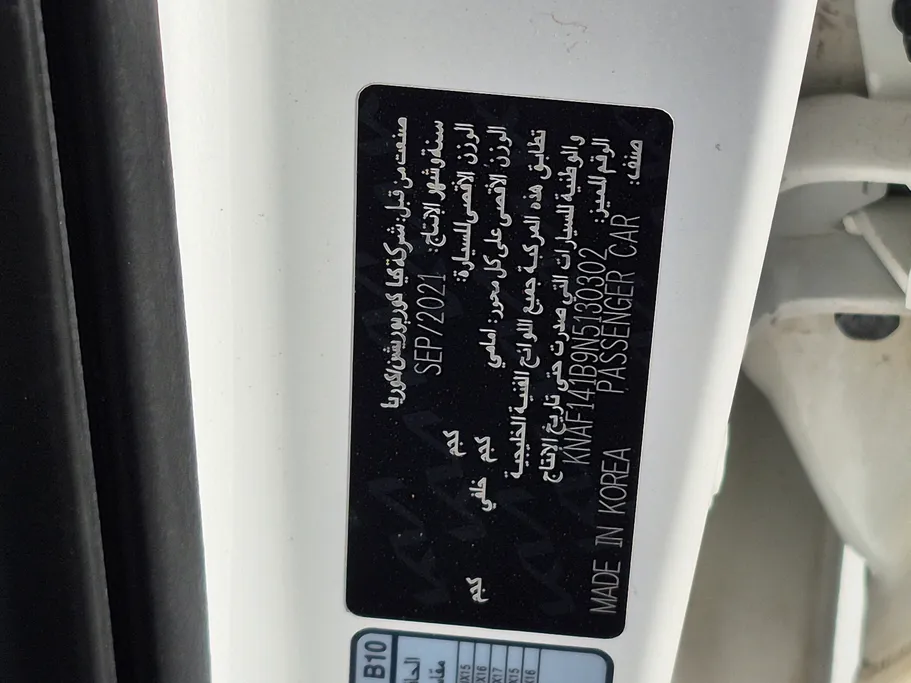 صنعت من قبل: شركة كيا كوربوريشن/كوريا
سنة وشهر الإنتاج: SEP/2021
الوزن الأقصى للسيارة: كجم
الوزن الأقصى على كل محور: امامي كجم خلفي كجم
تطابق هذه المركبة جميع اللوائح الفنية الخليجية
والوطنية للسيارات التي صدرت حتى تاريخ الانتاج
الرقم المميز: KNAF141B9N5130302
صنف: PASSENGER CAR MADE IN KOREA
B10